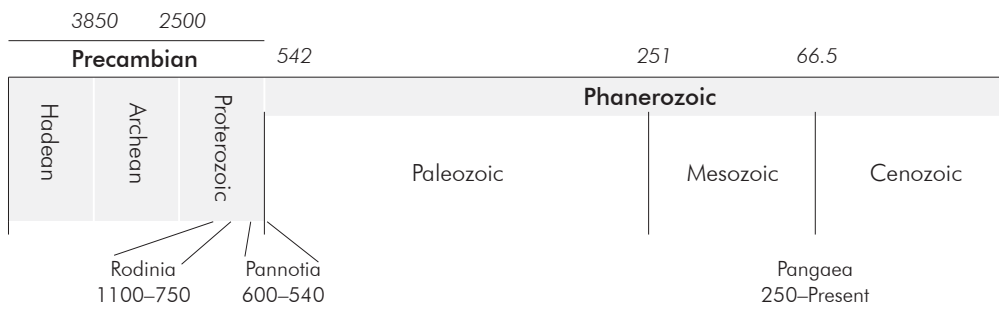 3850 2500
Precambian 542 251 66.5
Phanerozoic
Hadean Archean Proterozoic Paleozoic Mesozoic Cenozoic
Rodinia Pannotia Pangaea
1100–750 600–540 250–Present